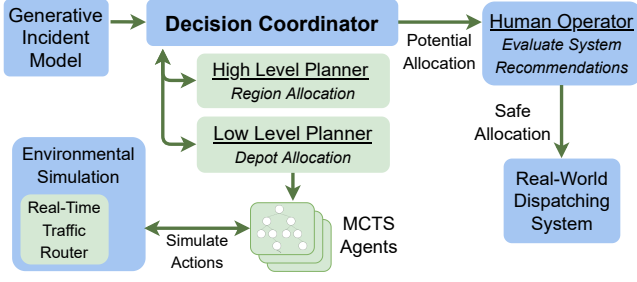 Generative
Incident
Model
Decision Coordinator
Potential
Allocation
Human Operator
Evaluate System
Recommendations
High Level Planner
Region Allocation
Low Level Planner
Depot Allocation
Safe
Allocation
Environmental
Simulation
Real-Time
Traffic
Router
Simulate
Actions
MCTS
Agents
Real-World
Dispatching
System